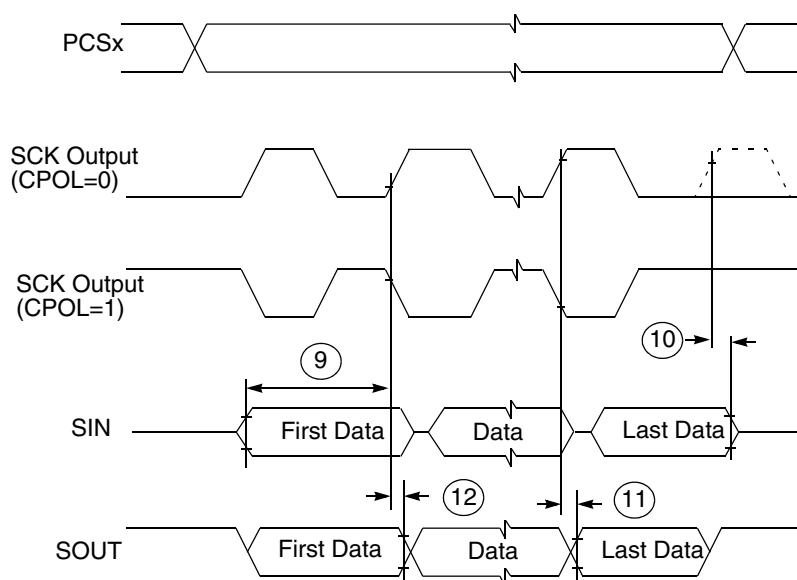 PCSx
SCK Output
(CPOL=0)
SCK Output
(CPOL=1)
10
9
SIN
First Data
Data
Last Data
12
11
SOUT
First Data
Data
Last Data